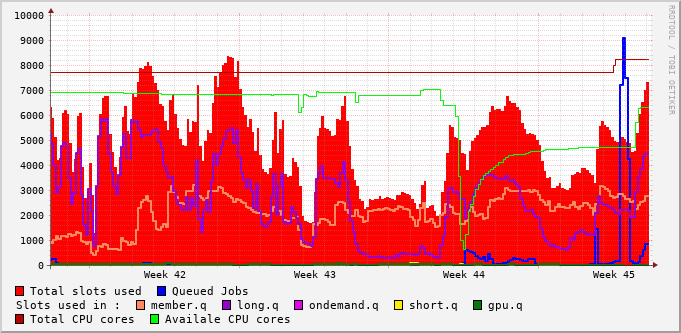 10000
9000
8000
7000
6000
5000
4000
3000
2000
1000
0
Week 42 Week 43 Week 44 Week 45
Total slots used Queued Jobs
Slots used in : member.q long.q ondemand.q short.q gpu.q
Total CPU cores Availale CPU cores
RRDTOOL / TOBI OETIKER